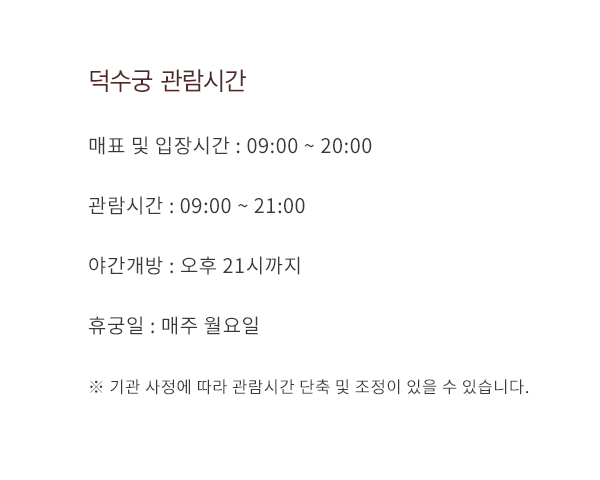 덕수궁 관람시간
매표 및 입장시간 : 09:00 ~ 20:00
관람시간 : 09:00 ~ 21:00
야간개방 : 오후 21시까지
휴궁일 : 매주 월요일
※ 기관 사정에 따라 관람시간 단축 및 조정이 있을 수 있습니다.